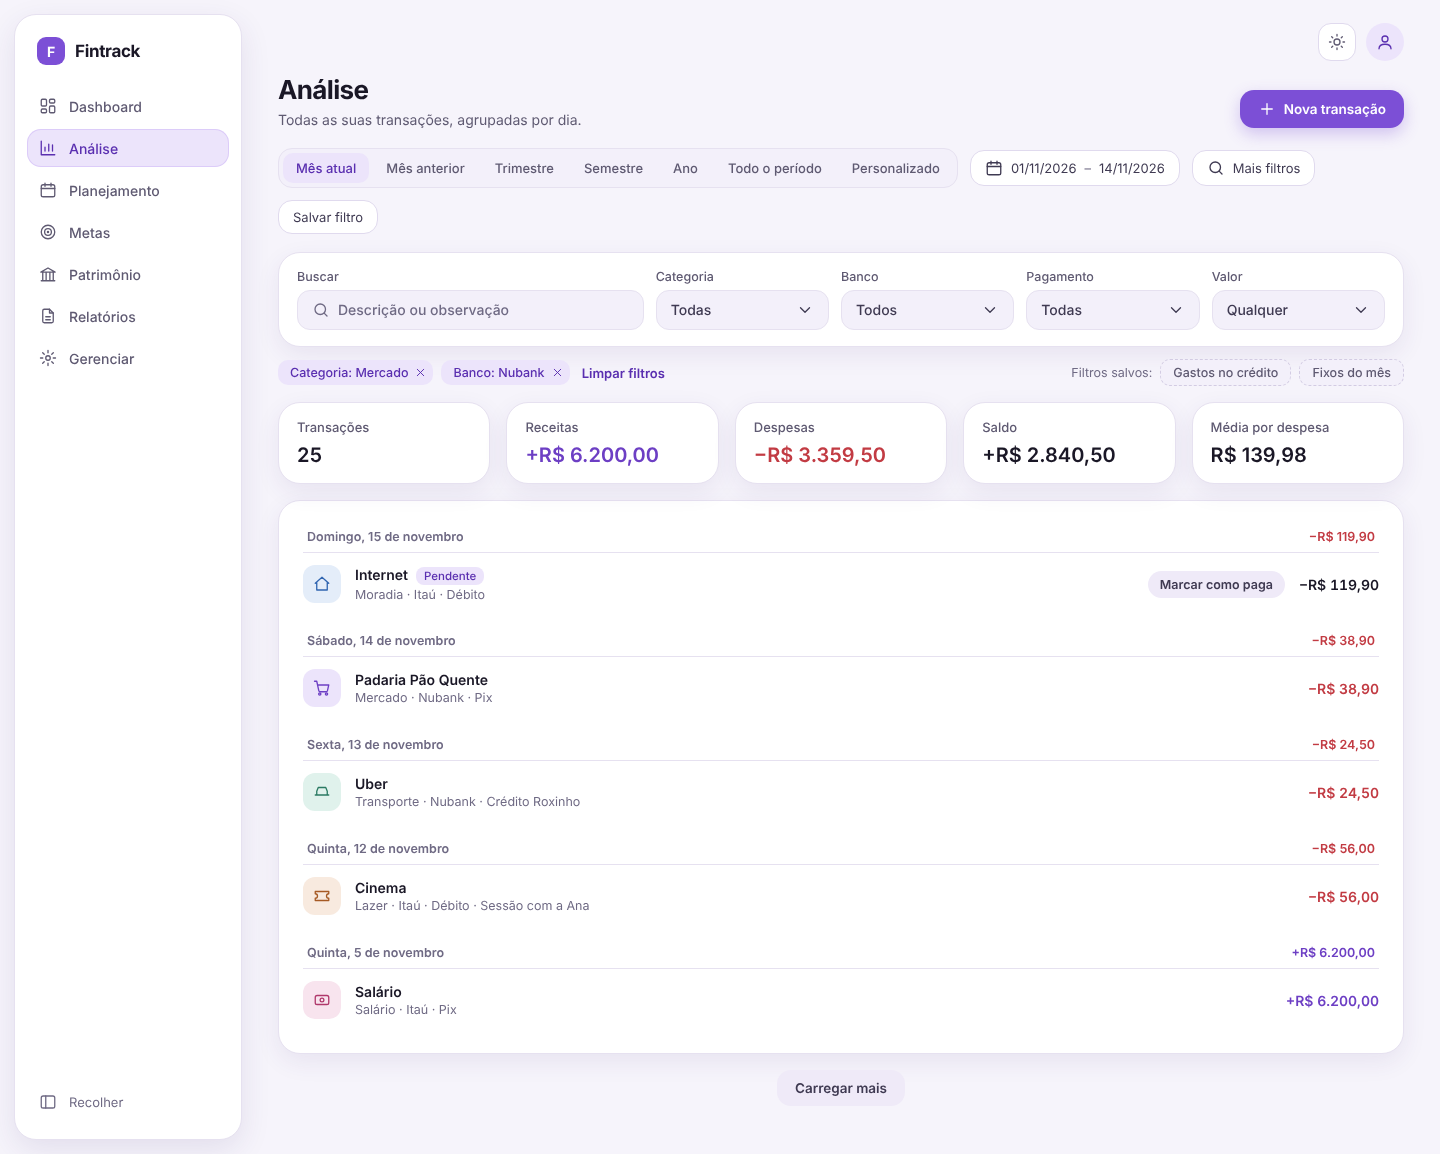 F Fintrack
Dashboard
Análise
Planejamento
Metas
Patrimônio
Relatórios
Gerenciar
Recolher
Análise
Todas as suas transações, agrupadas por dia.
Nova transação
Mês atual Mês anterior Trimestre Semestre Ano Todo o período Personalizado 01/11/2026 – 14/11/2026 Mais filtros
Salvar filtro
Buscar Categoria Banco Pagamento Valor
Descrição ou observação Todas Todos Todas Qualquer
Categoria: Mercado Banco: Nubank Limpar filtros Filtros salvos: Gastos no crédito Fixos do mês
Transações Receitas Despesas Saldo Média por despesa
25 +R$ 6.200,00 −R$ 3.359,50 +R$ 2.840,50 R$ 139,98
Domingo, 15 de novembro −R$ 119,90
Internet Pendente
Moradia · Itaú · Débito
Marcar como paga −R$ 119,90
Sábado, 14 de novembro −R$ 38,90
Padaria Pão Quente
Mercado · Nubank · Pix
−R$ 38,90
Sexta, 13 de novembro −R$ 24,50
Uber
Transporte · Nubank · Crédito Roxinho
−R$ 24,50
Quinta, 12 de novembro −R$ 56,00
Cinema
Lazer · Itaú · Débito · Sessão com a Ana
−R$ 56,00
Quinta, 5 de novembro +R$ 6.200,00
Salário
Salário · Itaú · Pix
+R$ 6.200,00
Carregar mais